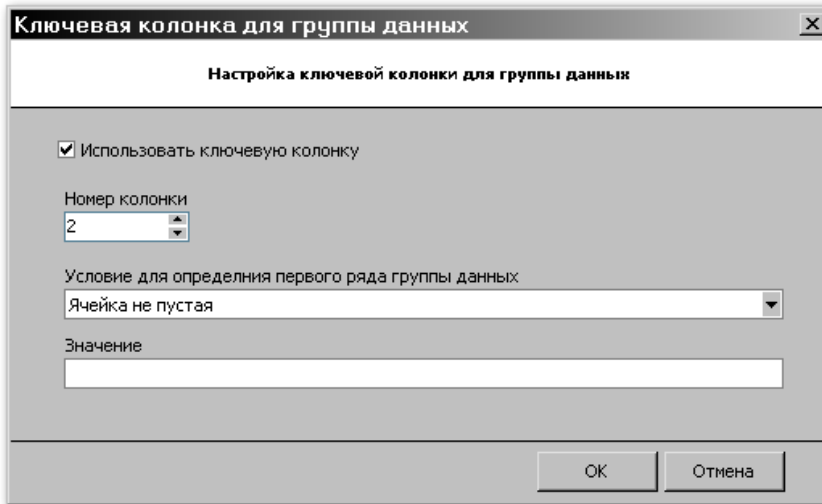 Ключевая колонка для группы данных
Настройка ключевой колонки для группы данных
Использовать ключевую колонку
Номер колонки
2
Условие для определния первого ряда группы данных
Ячейка не пустая
Значение
OK Отмена